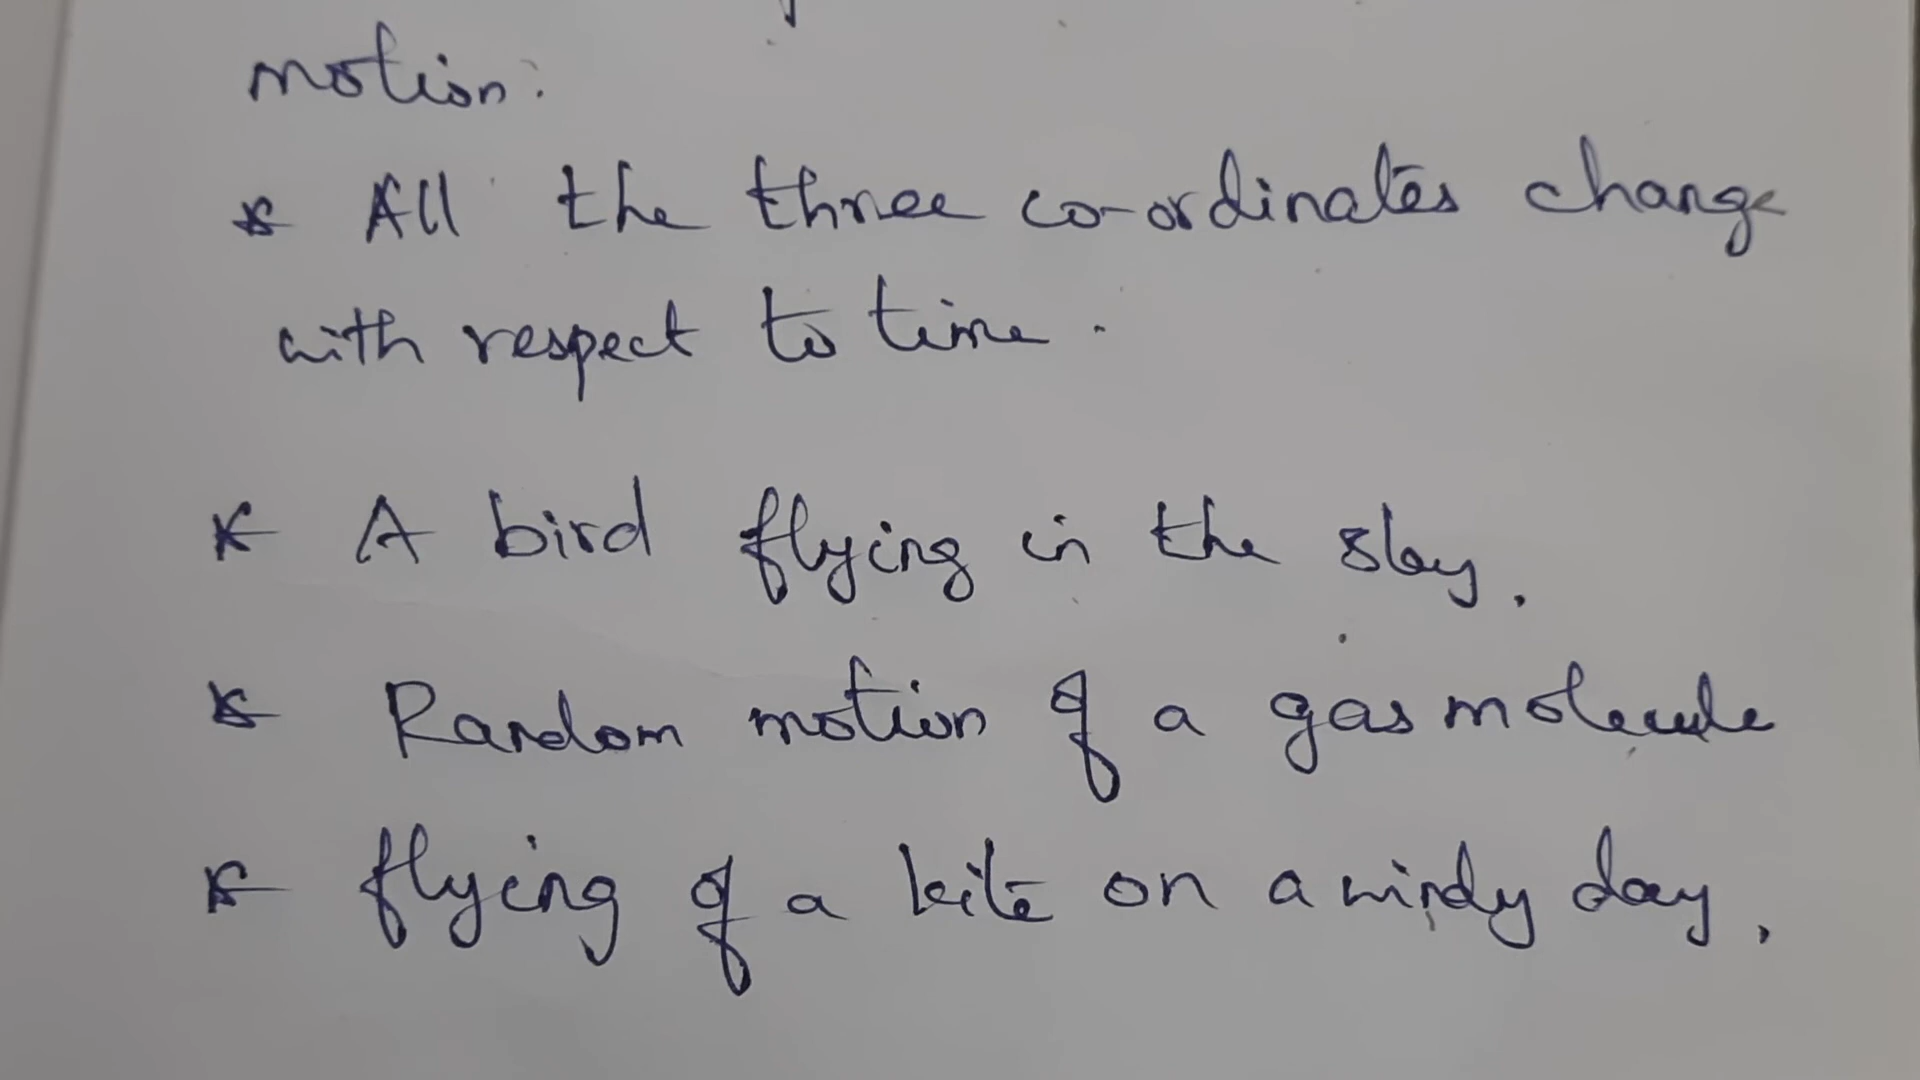 motion:
* All the three co-ordinates change
with respect to time.
* A bird flying in the sky.
* Random motion of a gas molecule
* flying of a kite on a windy day.